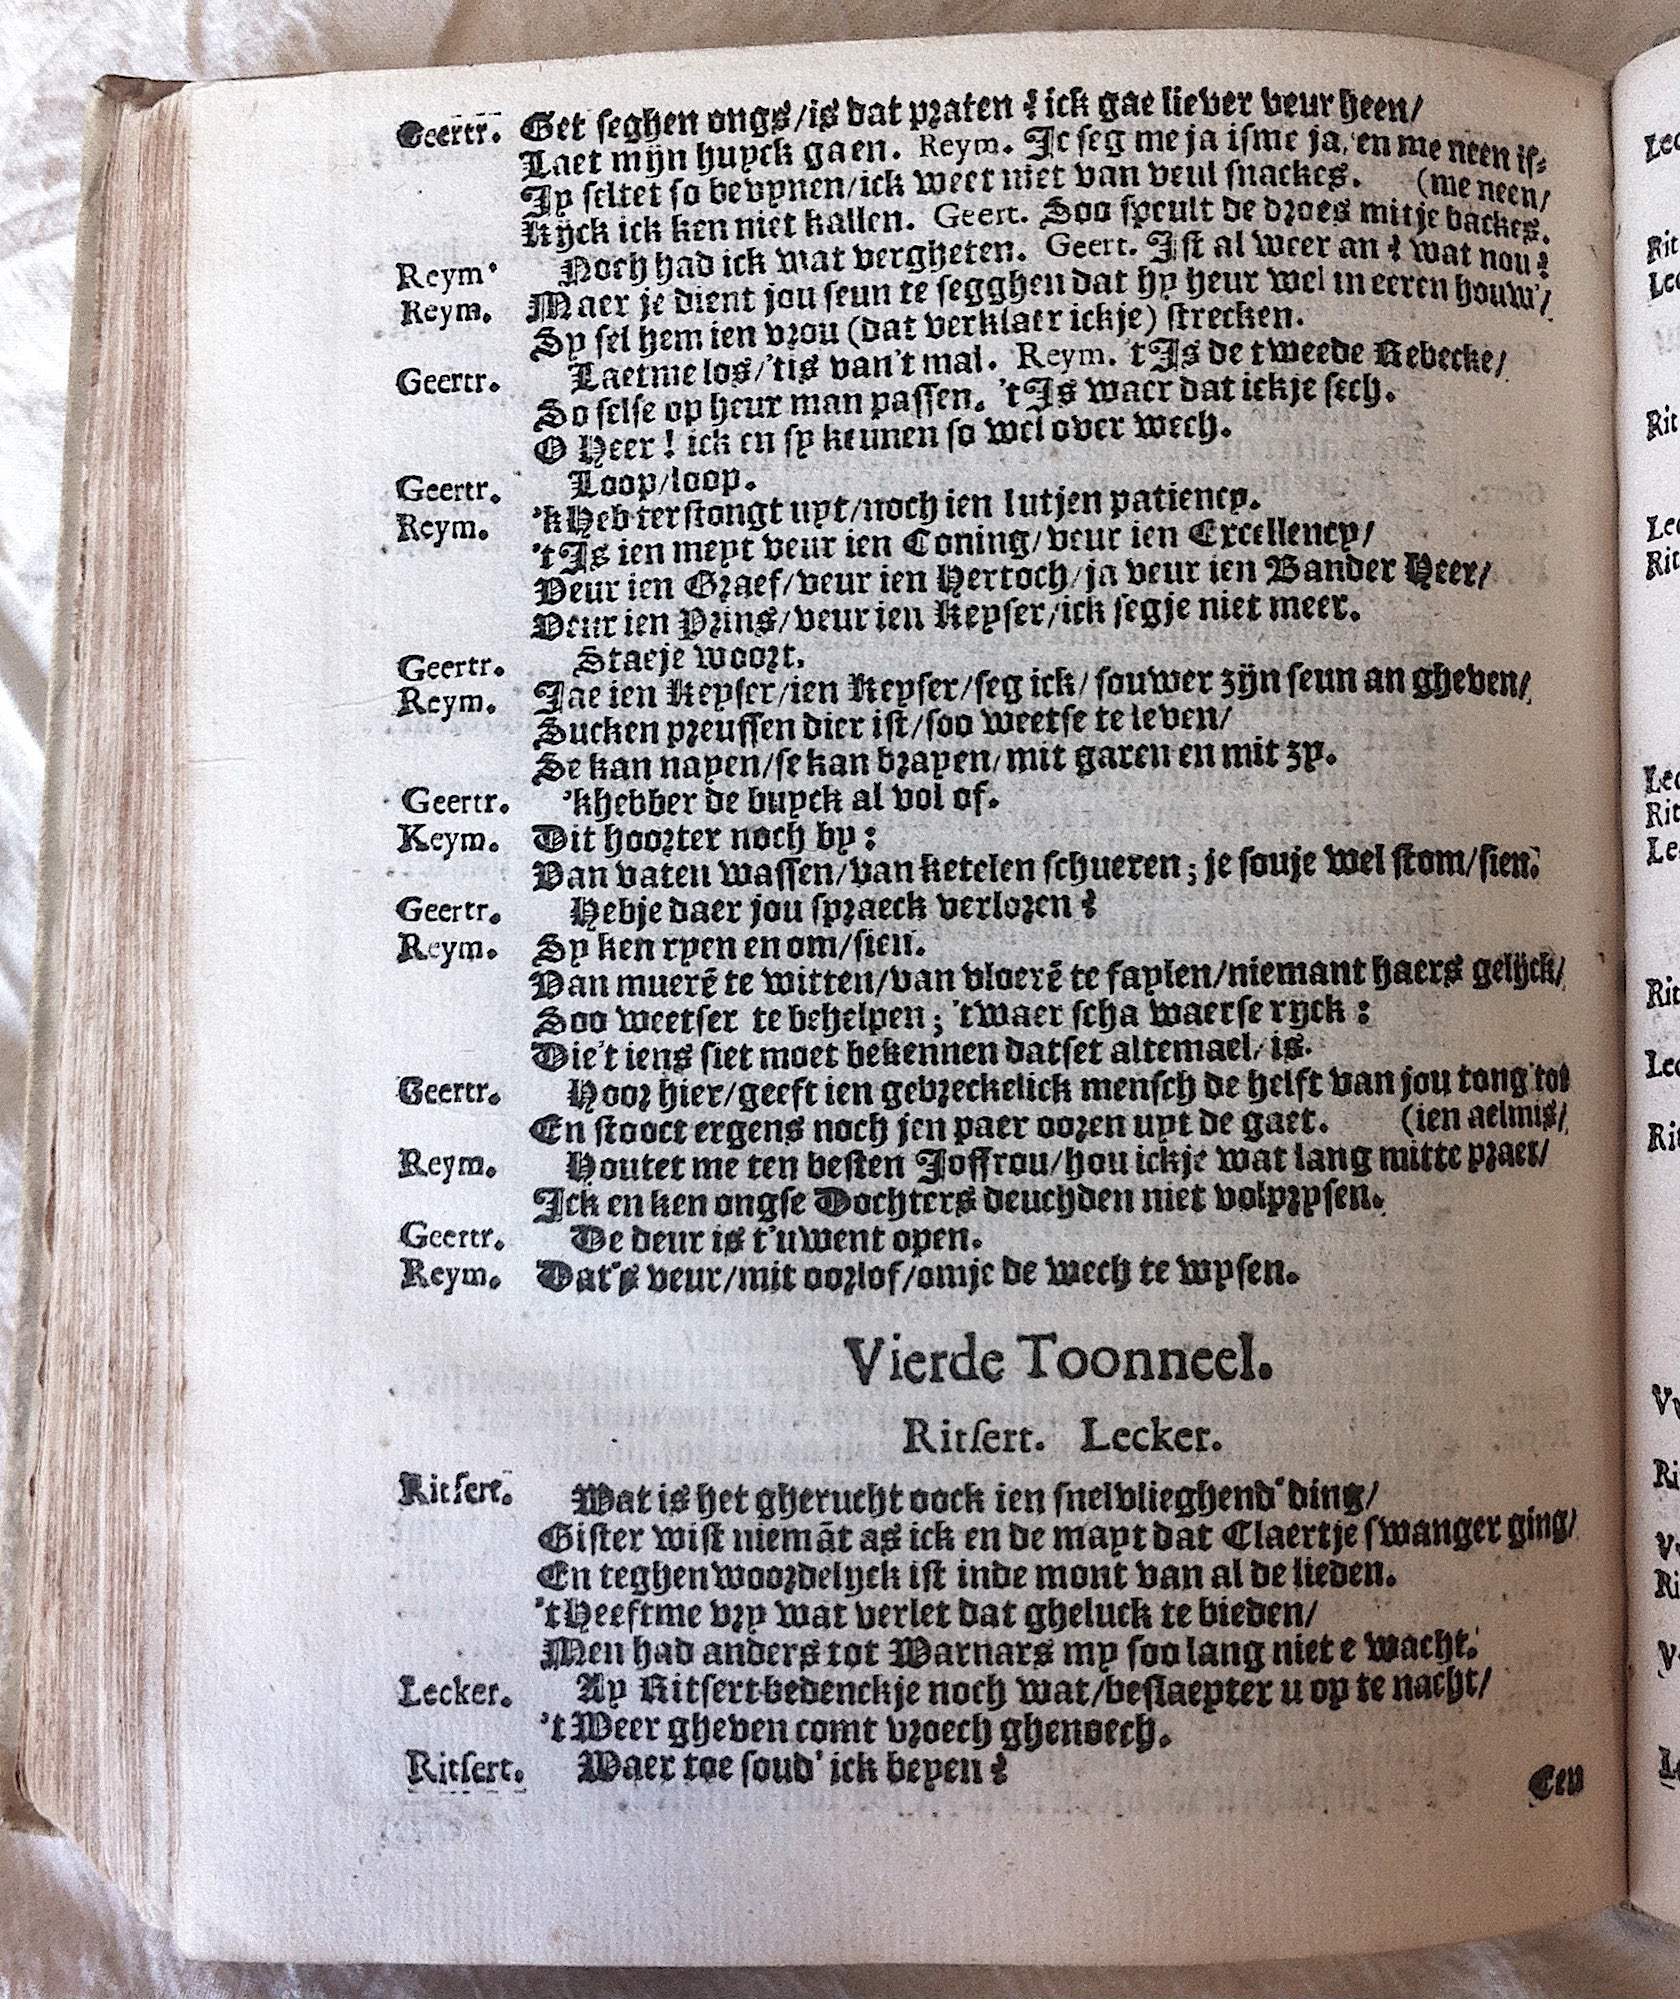 Geertr. Get seghen ongs/is dat praten? ick gae liever veur heen/
Laet mijn huyck gaen. Reym. Ic seg me ja isme ja, en me neen is=
Jy seltet so bevynen/ick weet niet van veul snackes. (me neen/
Kijck ick ken niet kallen. Geert. Soo speult de droes mitje backes.
Reym. Noch had ick wat vergheten. Geert. Ist al weer an? wat nou?
Reym. Maer je dient jou seun te segghen dat hy heur wel in eeren houw'/
Sy sel hem ien vrou (dat verklaer ickje) strecken.
Geertr. Laetme los/'tis van't mal. Reym. 't Is de tweede Rebecke/
So selse op heur man passen. 't Is waer dat ickje sech.
O Heer! ick en sy keunen so wel over wech.
Geertr. Loop/loop.
Reym. 'k Heb ter stongt uyt/noch ien lutjen patiency.
't Is ien meyt veur ien Coning/veur ien Excellency/
Veur ien Graef/veur ien Hertoch/ja veur ien Bander Heer/
Veur ien Prins/veur ien Keyser/ick segje niet meer.
Geertr. Staeje woort.
Reym. Jae ien Keyser/ien Keyser/seg ick/ souwer zijn seun an gheven/
Sucken preussen dier ist/soo weetse te leven/
Se kan nayen/se kan brayen/mit garen en mit zy.
Geertr. 'khebber de buyck al vol of.
Keym. Dit hoorter noch by:
Van vaten wassen/van ketelen schueren; je souje wel stom/sien.
Geertr. Hebje daer jou spraeck verloren?
Reym. Sy ken ryen en om/sien.
Van muerẽ te witten/van vloerẽ te faylen/niemant haers gelijck/
Soo weetser te behelpen; 'twaer scha waerse rijck:
Die't iens siet moet bekennen datset altemael/ is.
Geertr. Hoor hier/geeft ien gebreckelick mensch de helft van jou tong tot
En stooct ergens noch jen paer ooren uyt de gaet. (ien aelmis/
Reym. Houtet me ten besten Joffrou/hou ickje wat lang mitte praet/
Ick en ken ongse Dochters deuchden niet volprysen.
Geertr. De deur is t'uwent open.
Reym. Dat's veur/mit oorlof/omje de wech te wysen.
Vierde Toonneel.
Ritsert. Lecker.
Ritsert. Wat is het gherucht oock ien snelvlieghend' ding/
Gister wist niemãt as ick en de mayt dat Claertje swanger ging/
En teghenwoordelijck ist inde mont van al de lieden.
't Heeftme vry wat verlet dat gheluck te bieden/
Men had anders tot Warnars my soo lang niet e wacht.
Lecker. Ay Ritsert bedenckje noch wat/beslaepter u op te nacht/
't Weer gheven comt vroech ghenoech.
Ritsert. Waer toe soud' ick beyen?
Een